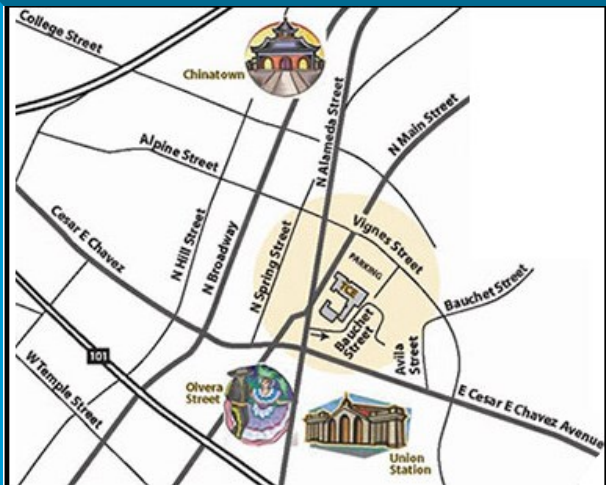 College Street
Chinatown
N Alameda Street
N Main Street
Alpine Street
Cesar E Chavez
N Hill Street
N Broadway
N Spring Street
Vignes Street
PARKING
TCE
Bauchet
Street
Bauchet Street
Avila
Street
101
W Temple Street
Olvera
Street
E Cesar E Chavez Avenue
Union
Station